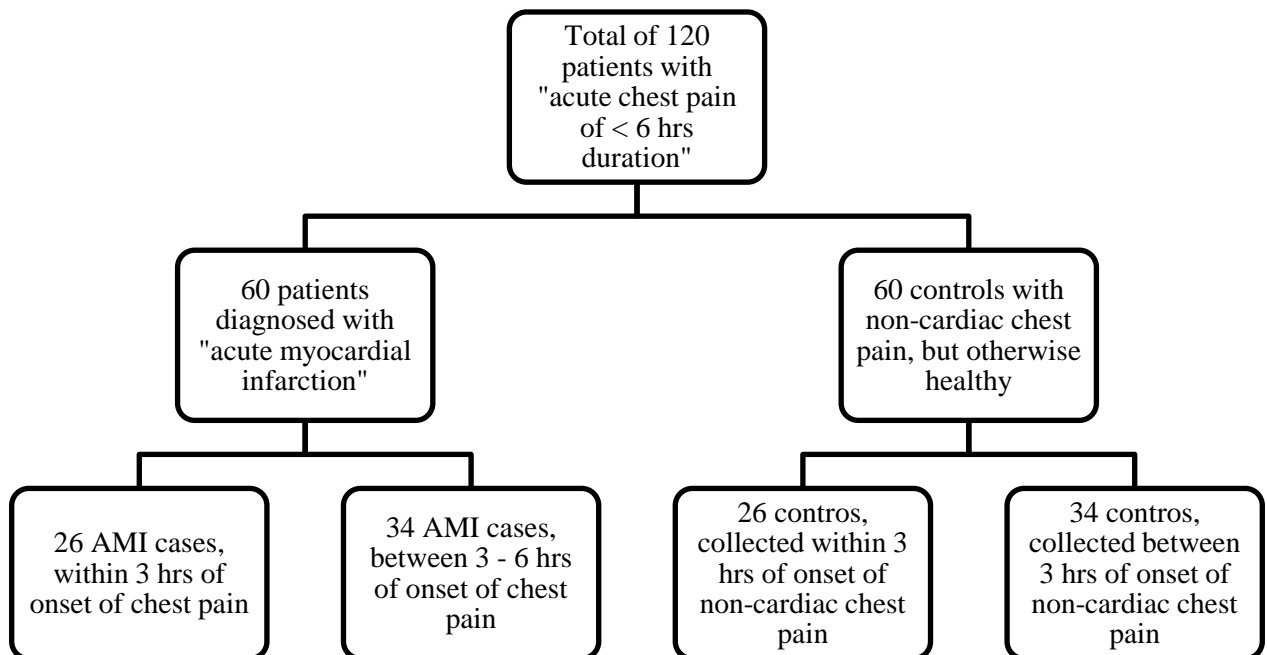 Total of 120
patients with
"acute chest pain
of < 6 hrs
duration"
60 patients
diagnosed with
"acute myocardial
infarction"
60 controls with
non-cardiac chest
pain, but otherwise
healthy
26 AMI cases,
within 3 hrs of
onset of chest pain
34 AMI cases,
between 3 - 6 hrs
of onset of chest
pain
26 contros,
collected within 3
hrs of onset of
non-cardiac chest
pain
34 contros,
collected between
3 hrs of onset of
non-cardiac chest
pain